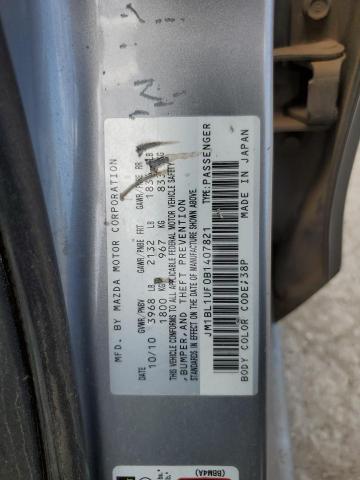 MFD. BY MAZDA MOTOR CORPORATION
GVWR/PNBV GAWR/PNBE FRT GAWR/PNBE RR
10/10 3968 LB 2132 LB
1800 KG 967 KG
THIS VEHICLE CONFORMS TO ALL APPLICABLE FEDERAL MOTOR VEHICLE SAFETY
STANDARDS IN EFFECT ON THE DATE OF MANUFACTURE SHOWN ABOVE.
, BUMPER, AND THEFT PREVENTION
JM1BL1UF0B1407821 TYPE:PASSENGER
BODY COLOR CODE:38P MADE IN JAPAN
(BBM4A)